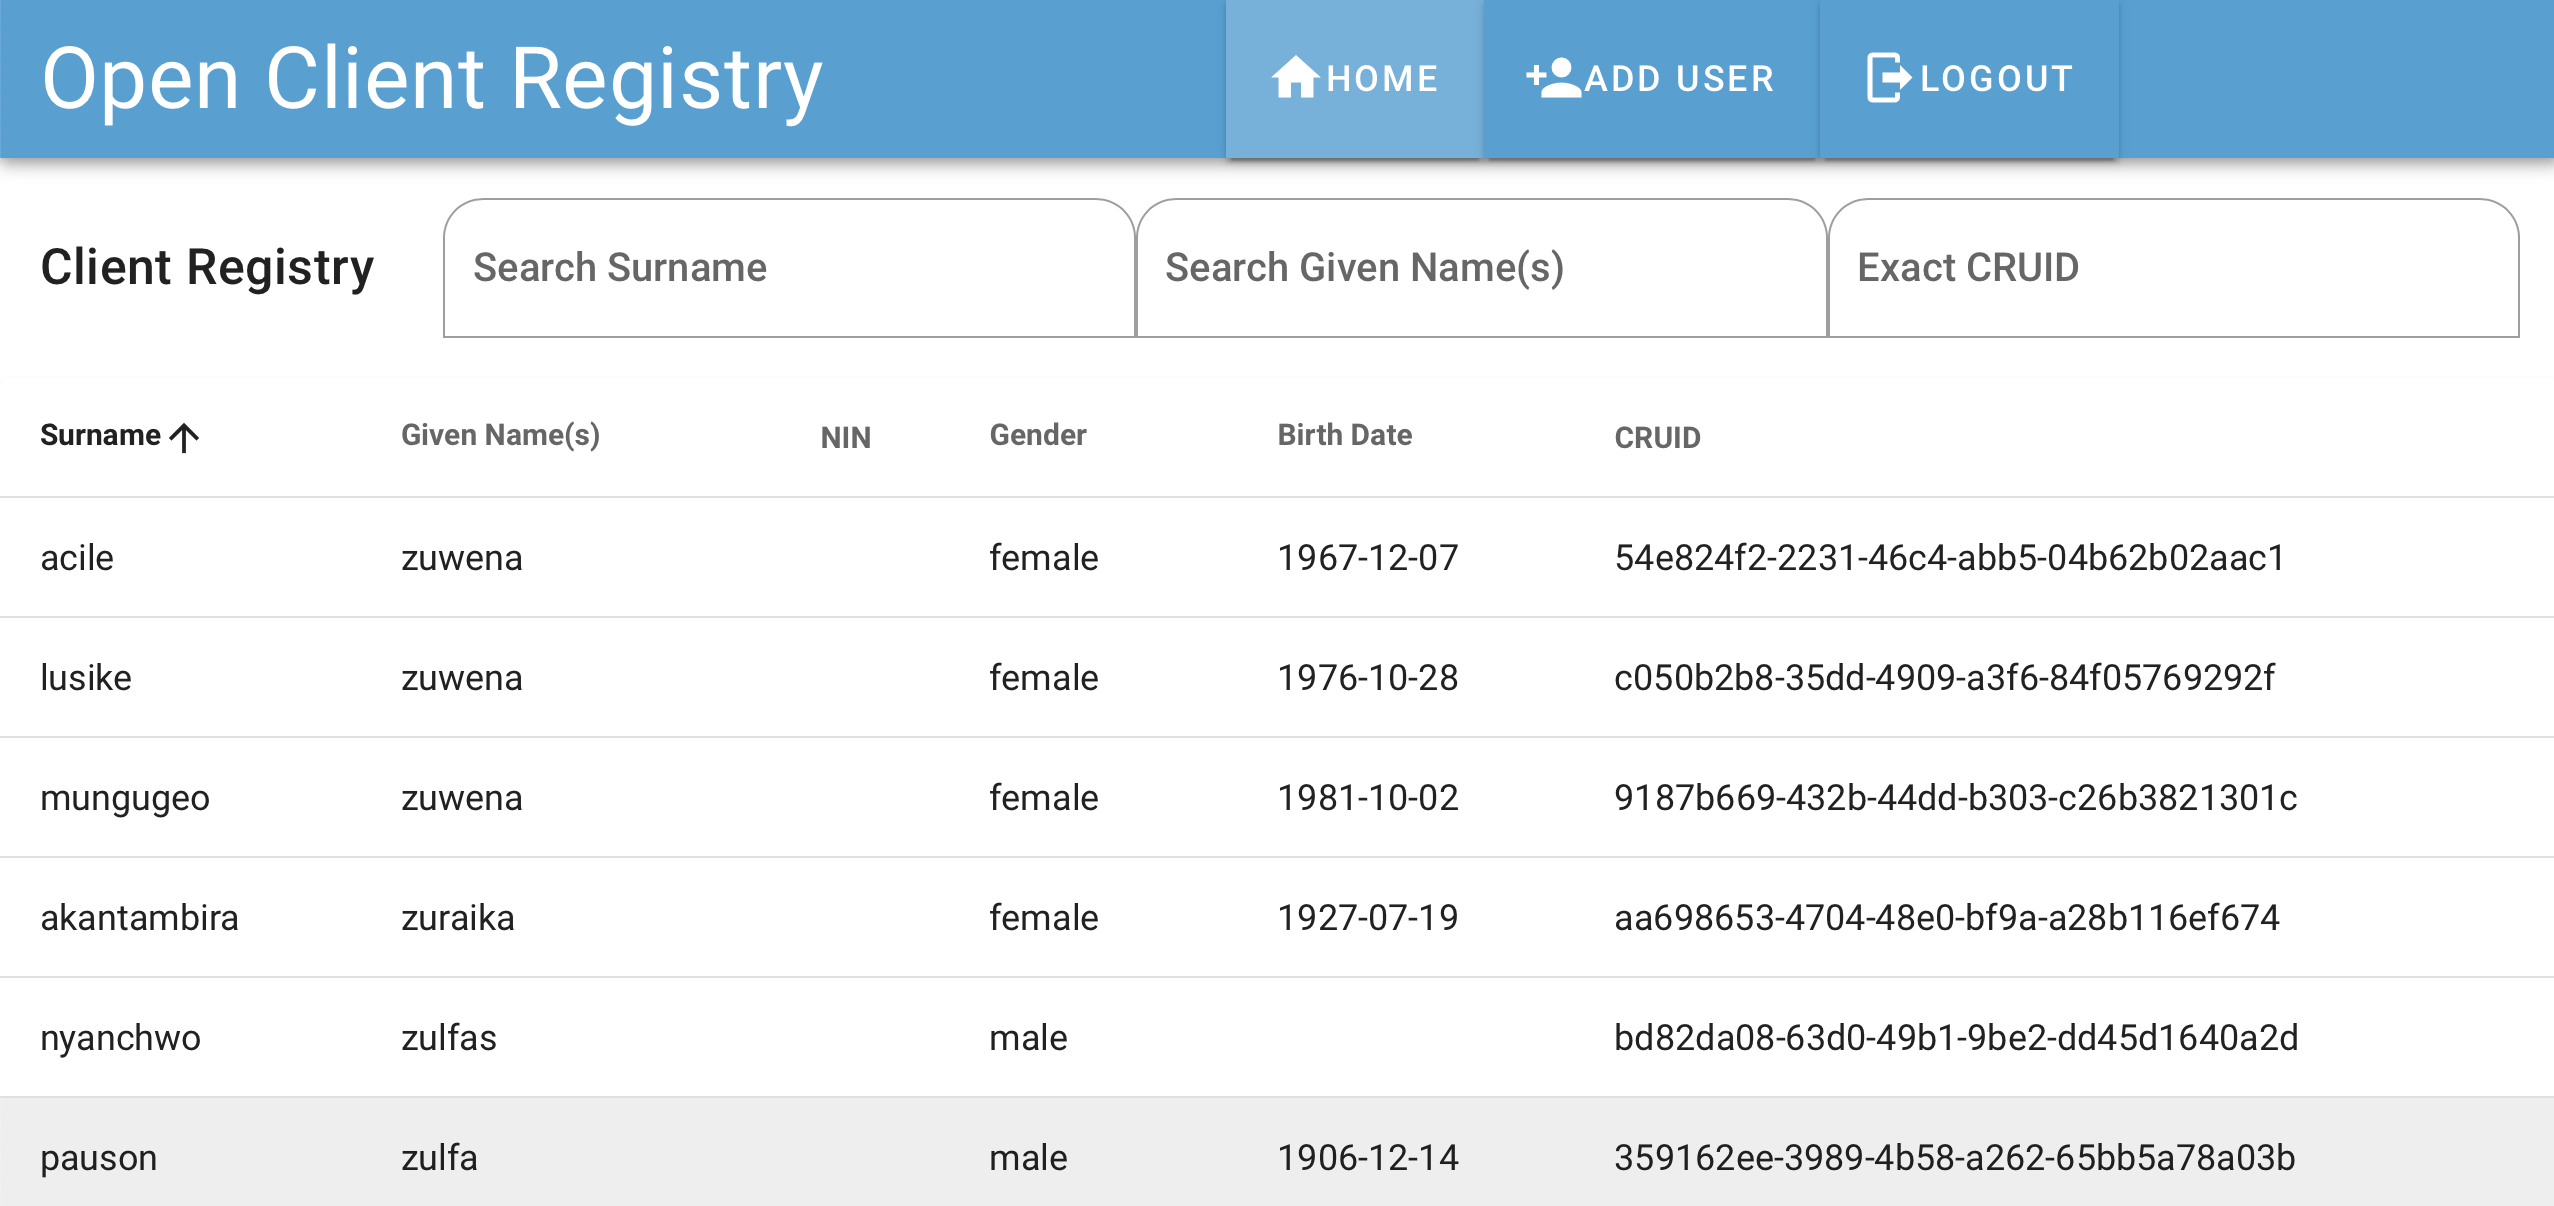 Open Client Registry HOME ADD USER LOGOUT
Client Registry Search Surname Search Given Name(s) Exact CRUID
Surname Given Name(s) NIN Gender Birth Date CRUID
acile zuwena female 1967-12-07 54e824f2-2231-46c4-abb5-04b62b02aac1
lusike zuwena female 1976-10-28 c050b2b8-35dd-4909-a3f6-84f05769292f
mungugeo zuwena female 1981-10-02 9187b669-432b-44dd-b303-c26b3821301c
akantambira zuraika female 1927-07-19 aa698653-4704-48e0-bf9a-a28b116ef674
nyanchwo zulfas male bd82da08-63d0-49b1-9be2-dd45d1640a2d
pauson zulfa male 1906-12-14 359162ee-3989-4b58-a262-65bb5a78a03b